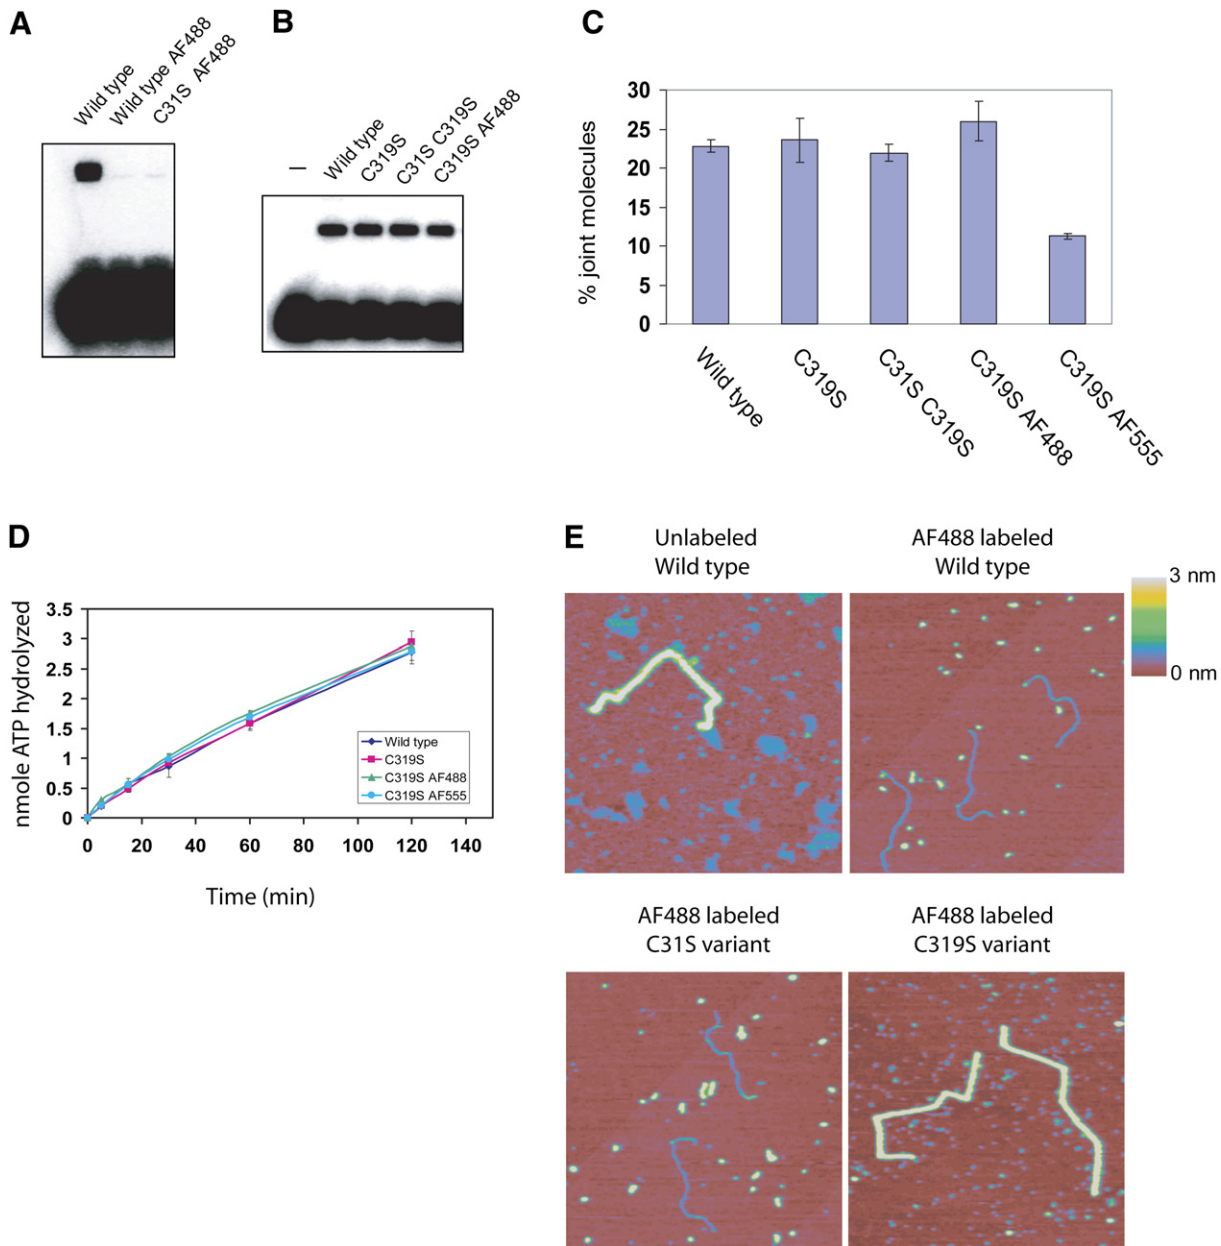 A
Wild type
Wild type AF488
C31S AF488
B
–
Wild type
C319S
C31S C319S
C319S AF488
C
% joint molecules
30
25
20
15
10
5
0
Wild type
C319S
C31S C319S
C319S AF488
C319S AF555
D
nmole ATP hydrolyzed
3.5
3
2.5
2
1.5
1
0.5
0
0 20 40 60 80 100 120 140
Time (min)
Wild type
C319S
C319S AF488
C319S AF555
E
Unlabeled
Wild type
AF488 labeled
Wild type
3 nm
0 nm
AF488 labeled
C31S variant
AF488 labeled
C319S variant